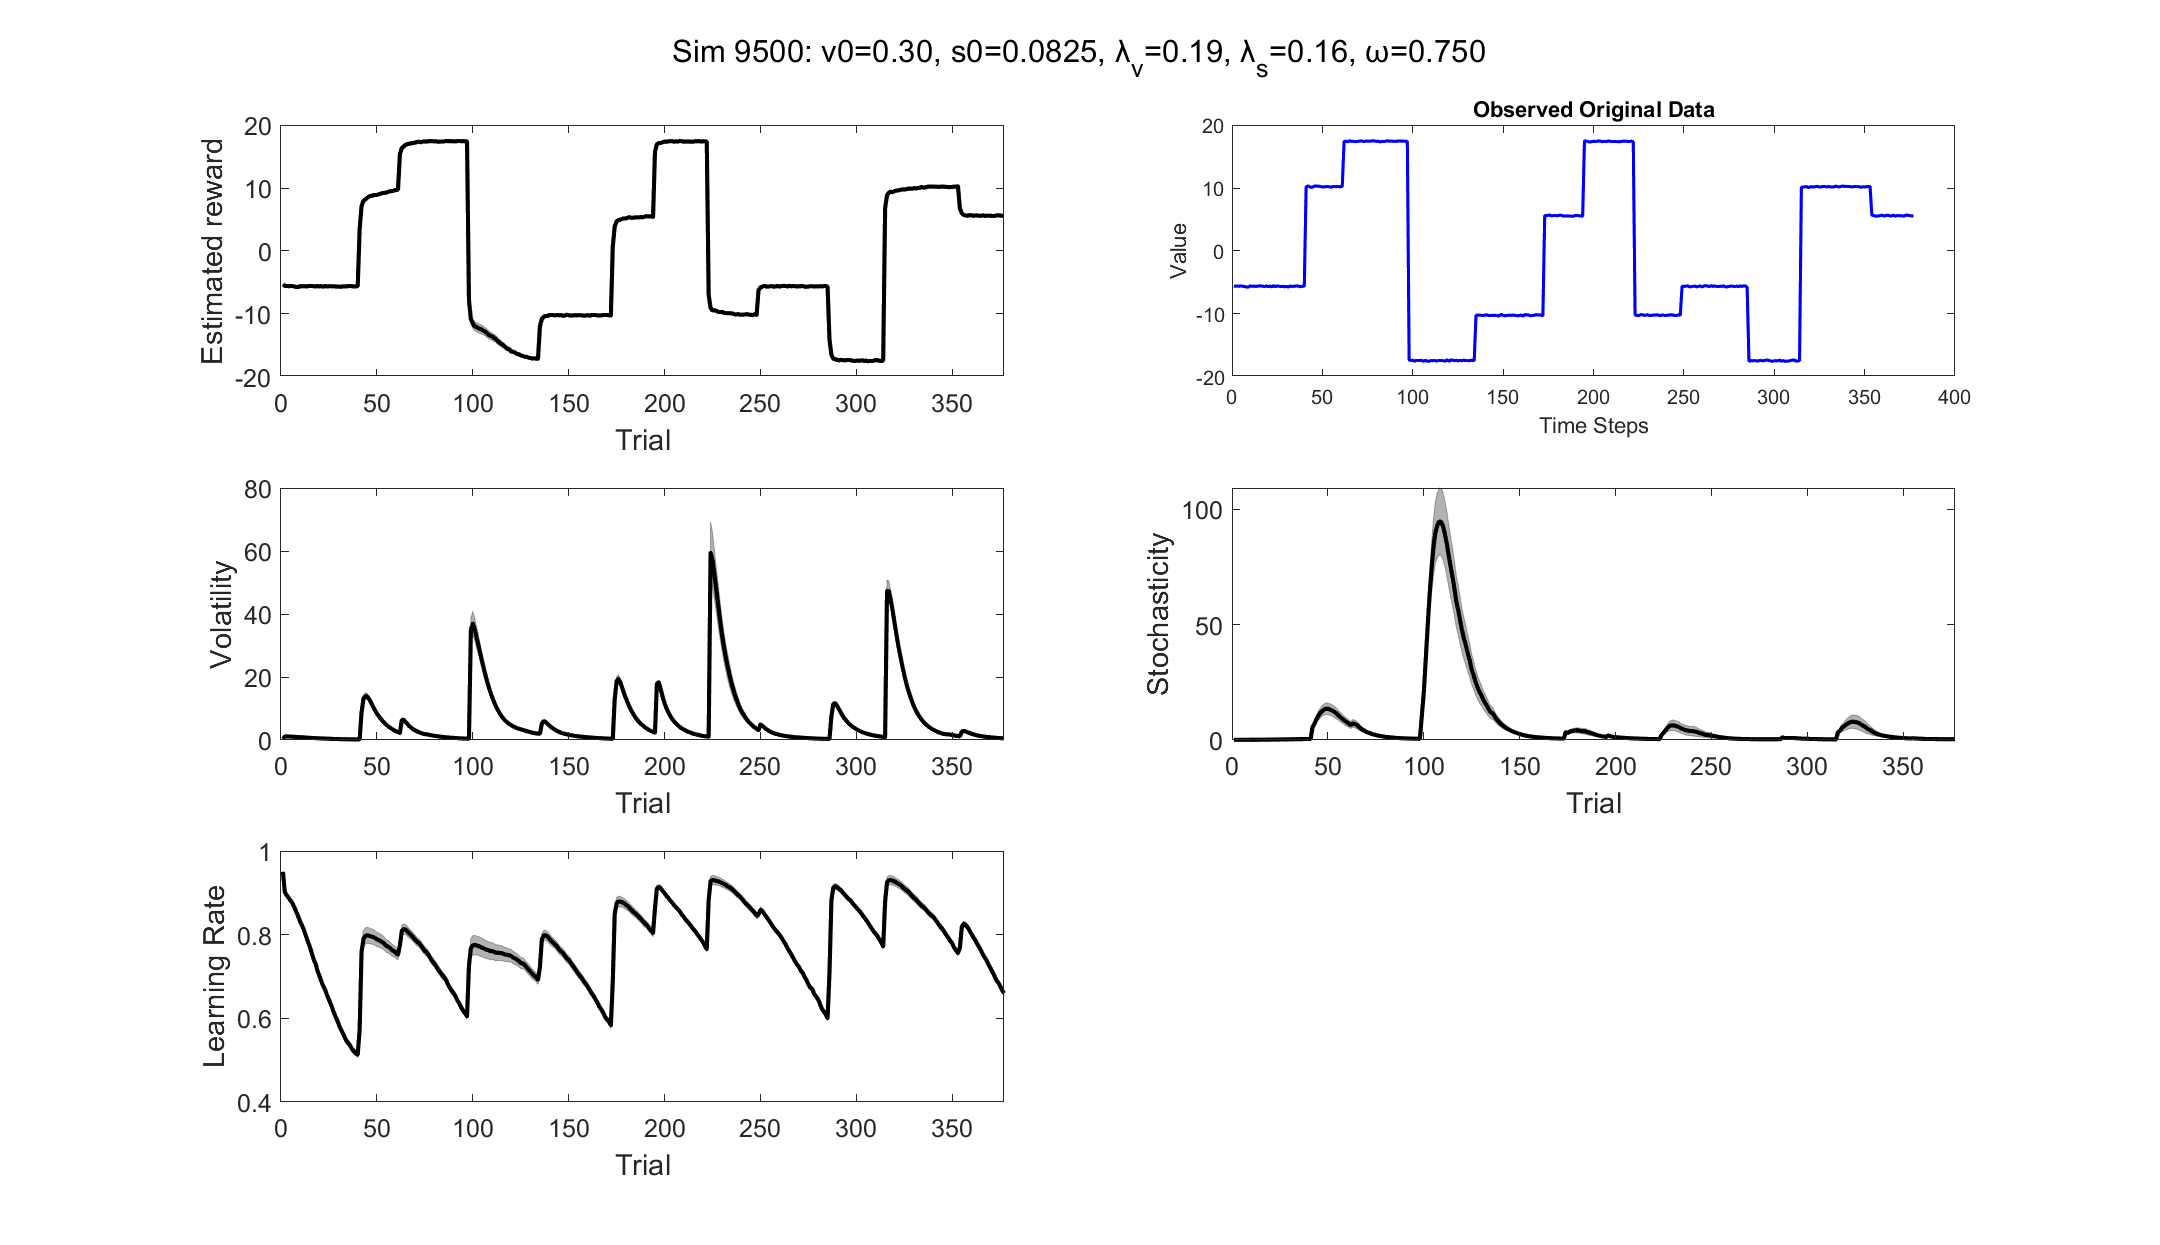 Sim 9500: v0=0.30, s0=0.0825, λ_v=0.19, λ_s=0.16, ω=0.750
Estimated reward
20
10
0
-10
-20
0 50 100 150 200 250 300 350
Trial
Observed Original Data
Value
20
10
0
-10
-20
0 50 100 150 200 250 300 350 400
Time Steps
Volatility
80
60
40
20
0
0 50 100 150 200 250 300 350
Trial
Stochasticity
100
50
0
0 50 100 150 200 250 300 350
Trial
Learning Rate
1
0.8
0.6
0.4
0 50 100 150 200 250 300 350
Trial